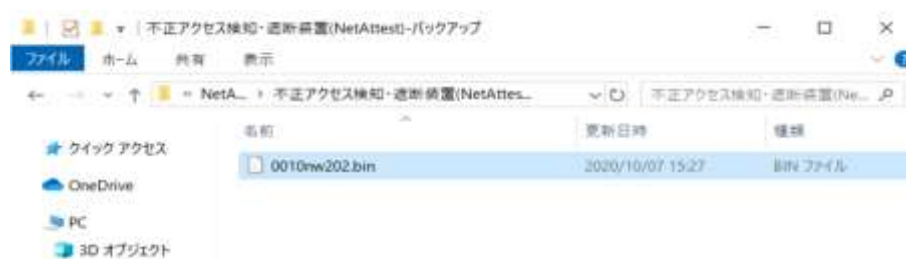 不正アクセス検知・遮断装置(NetAttest)-バックアップ
ファイル ホーム 共有 表示
« NetA... › 不正アクセス検知・遮断装置(NetAttes... 不正アクセス検知・遮断装置(Ne...
名前 更新日時 種類
クイック アクセス
0010nw202.bin 2020/10/07 15:27 BIN ファイル
OneDrive
PC
3D オブジェクト